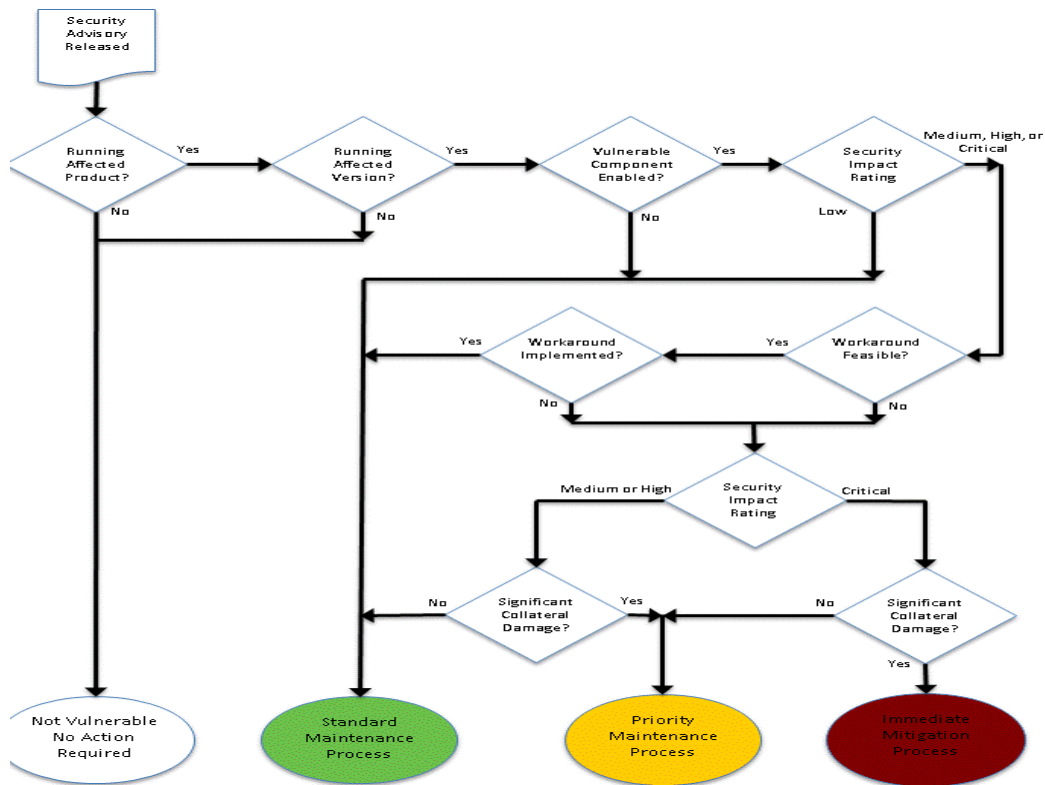 Security
Advisory
Released
Running
Affected
Product?
Yes
No
Running
Affected
Version?
Yes
No
Vulnerable
Component
Enabled?
Yes
No
Security
Impact
Rating
Medium, High, or
Critical
Low
Workaround
Feasible?
Yes
No
Workaround
Implemented?
Yes
No
Security
Impact
Rating
Medium or High
Critical
Significant
Collateral
Damage?
No
Yes
Significant
Collateral
Damage?
No
Yes
Not Vulnerable
No Action
Required
Standard
Maintenance
Process
Priority
Maintenance
Process
Immediate
Mitigation
Process